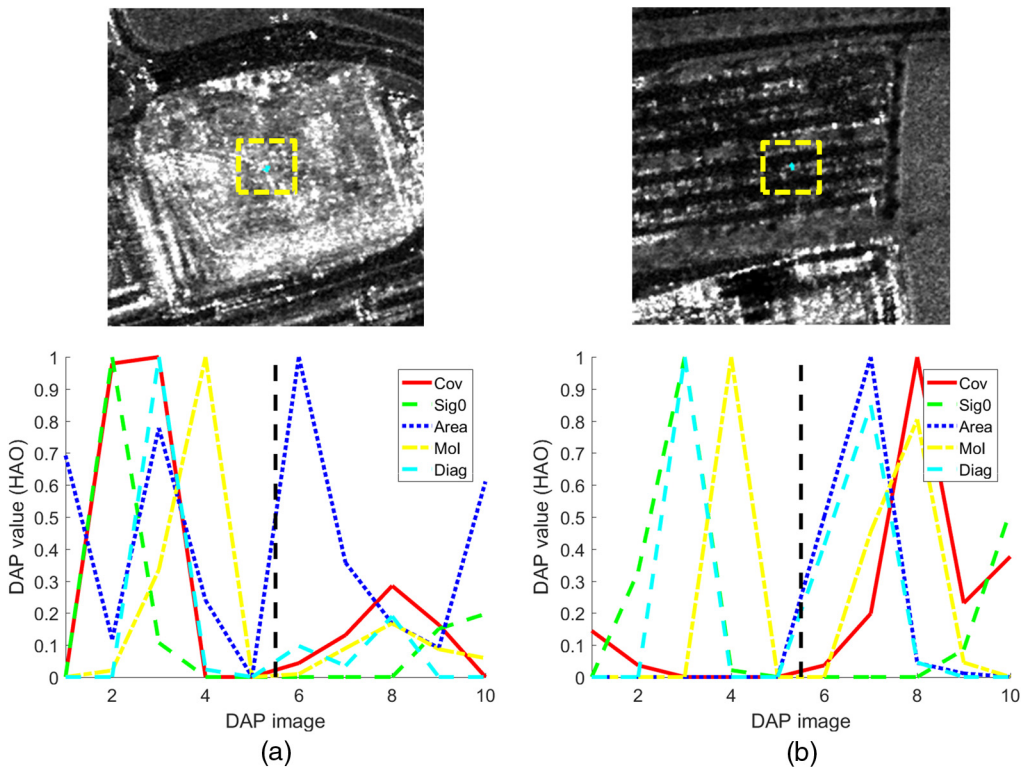 1
0.9
0.8
0.7
0.6
0.5
0.4
0.3
0.2
0.1
0
DAP value (HAO)
2 4 6 8 10
DAP image
Cov
Sig0
Area
MoI
Diag
(a)
1
0.9
0.8
0.7
0.6
0.5
0.4
0.3
0.2
0.1
0
DAP value (HAO)
2 4 6 8 10
DAP image
Cov
Sig0
Area
MoI
Diag
(b)